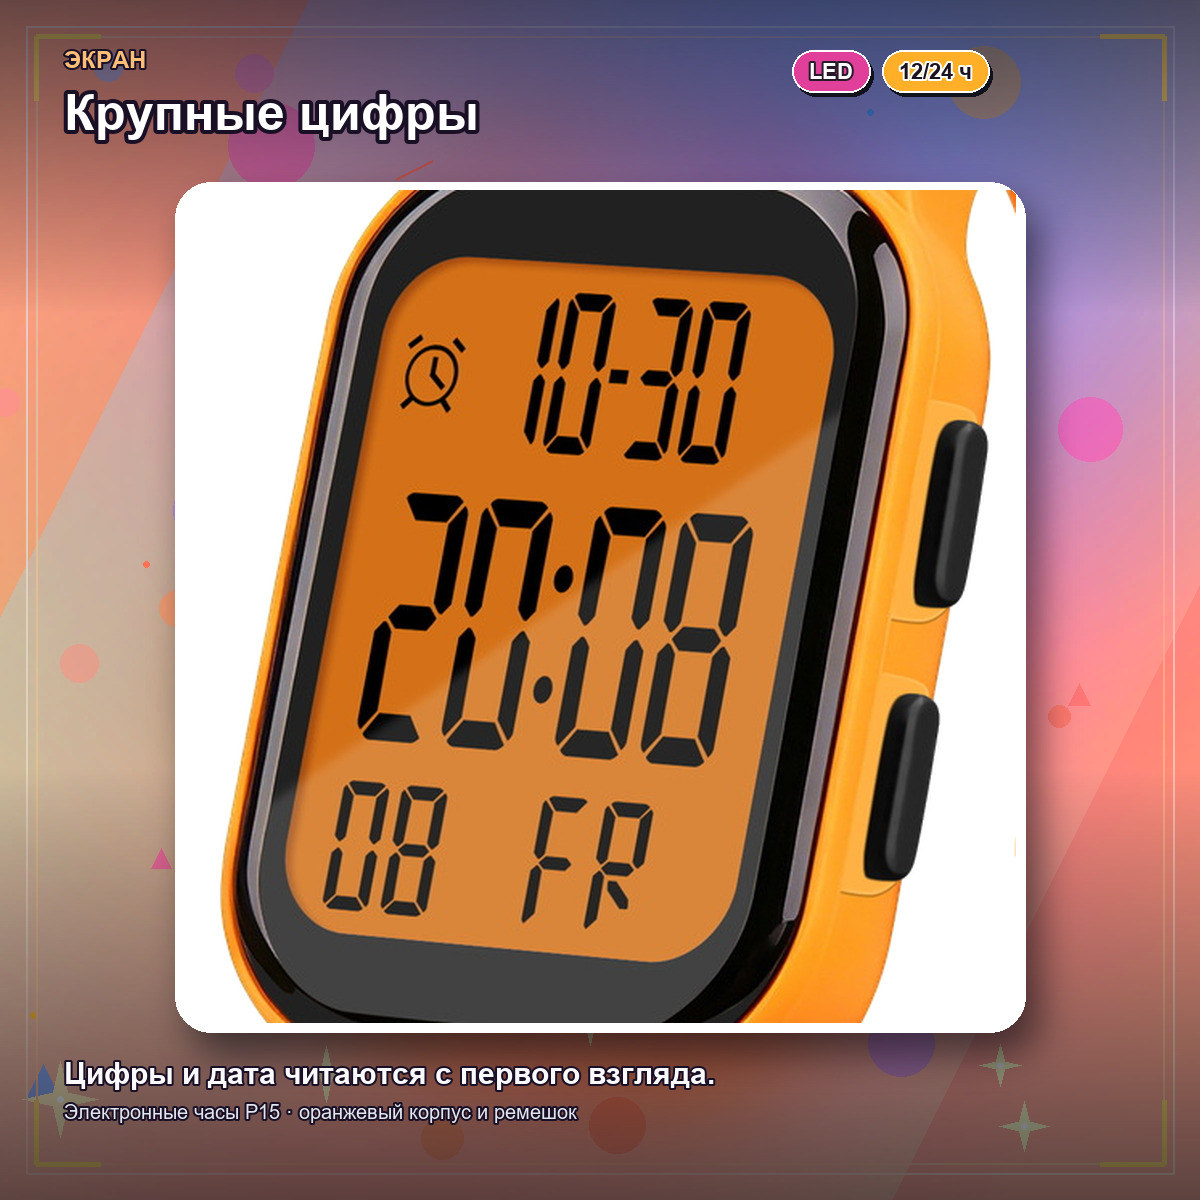 ЭКРАН
LED
12/24 ч
Крупные цифры
10-30
20:08
08 FR
Цифры и дата читаются с первого взгляда.
Электронные часы P15 · оранжевый корпус и ремешок